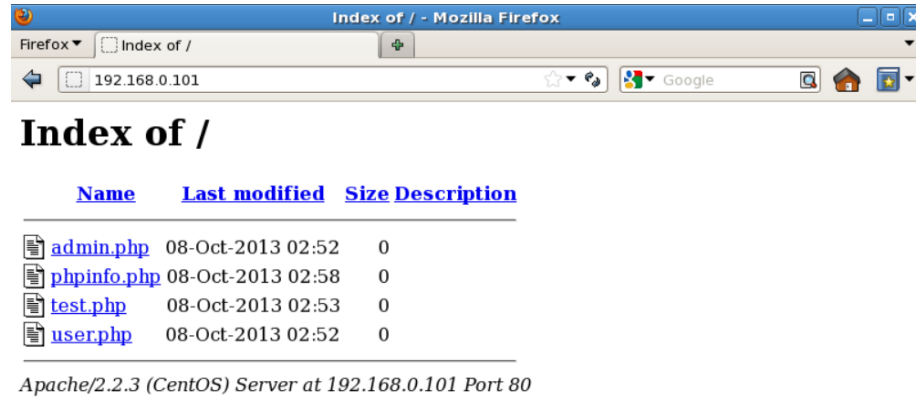 Index of / - Mozilla Firefox
Firefox Index of /
192.168.0.101 Google
Index of /
Name Last modified Size Description
admin.php 08-Oct-2013 02:52 0
phpinfo.php 08-Oct-2013 02:58 0
test.php 08-Oct-2013 02:53 0
user.php 08-Oct-2013 02:52 0
Apache/2.2.3 (CentOS) Server at 192.168.0.101 Port 80